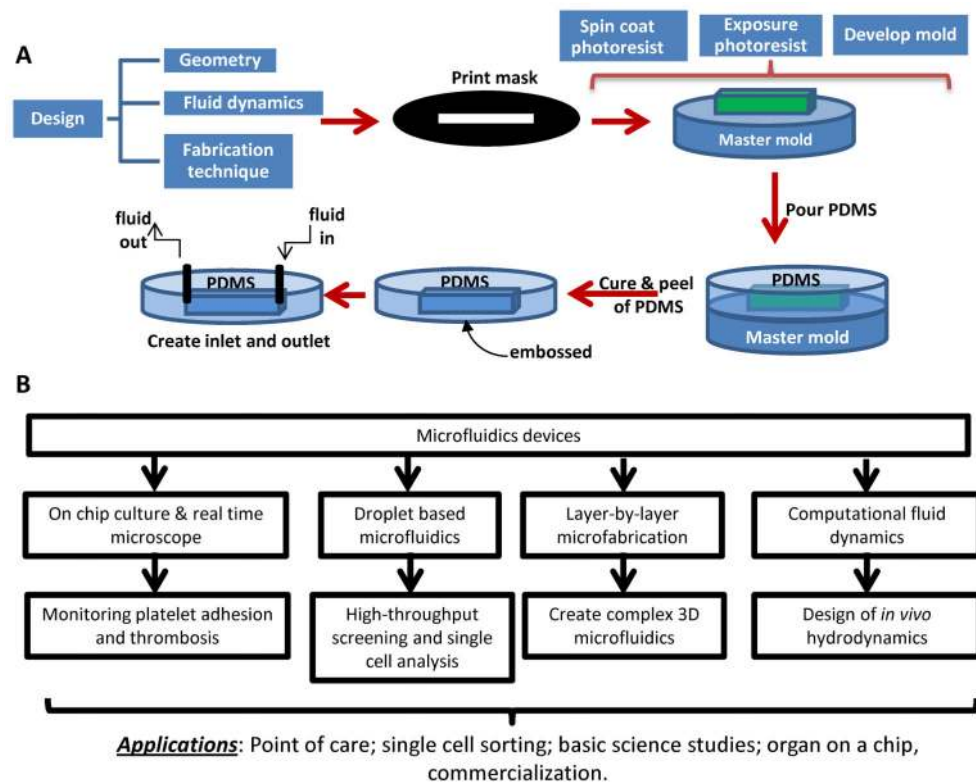 A
Design
Geometry
Fluid dynamics
Fabrication
technique
Print mask
Spin coat
photoresist
Exposure
photoresist
Develop mold
Master mold
Pour PDMS
PDMS
Master mold
Cure & peel
of PDMS
PDMS
embossed
fluid
out
fluid
in
PDMS
Create inlet and outlet
B
Microfluidics devices
On chip culture & real time
microscope
Droplet based
microfluidics
Layer-by-layer
microfabrication
Computational fluid
dynamics
Monitoring platelet adhesion
and thrombosis
High-throughput
screening and single
cell analysis
Create complex 3D
microfluidics
Design of in vivo
hydrodynamics
Applications: Point of care; single cell sorting; basic science studies; organ on a chip,
commercialization.